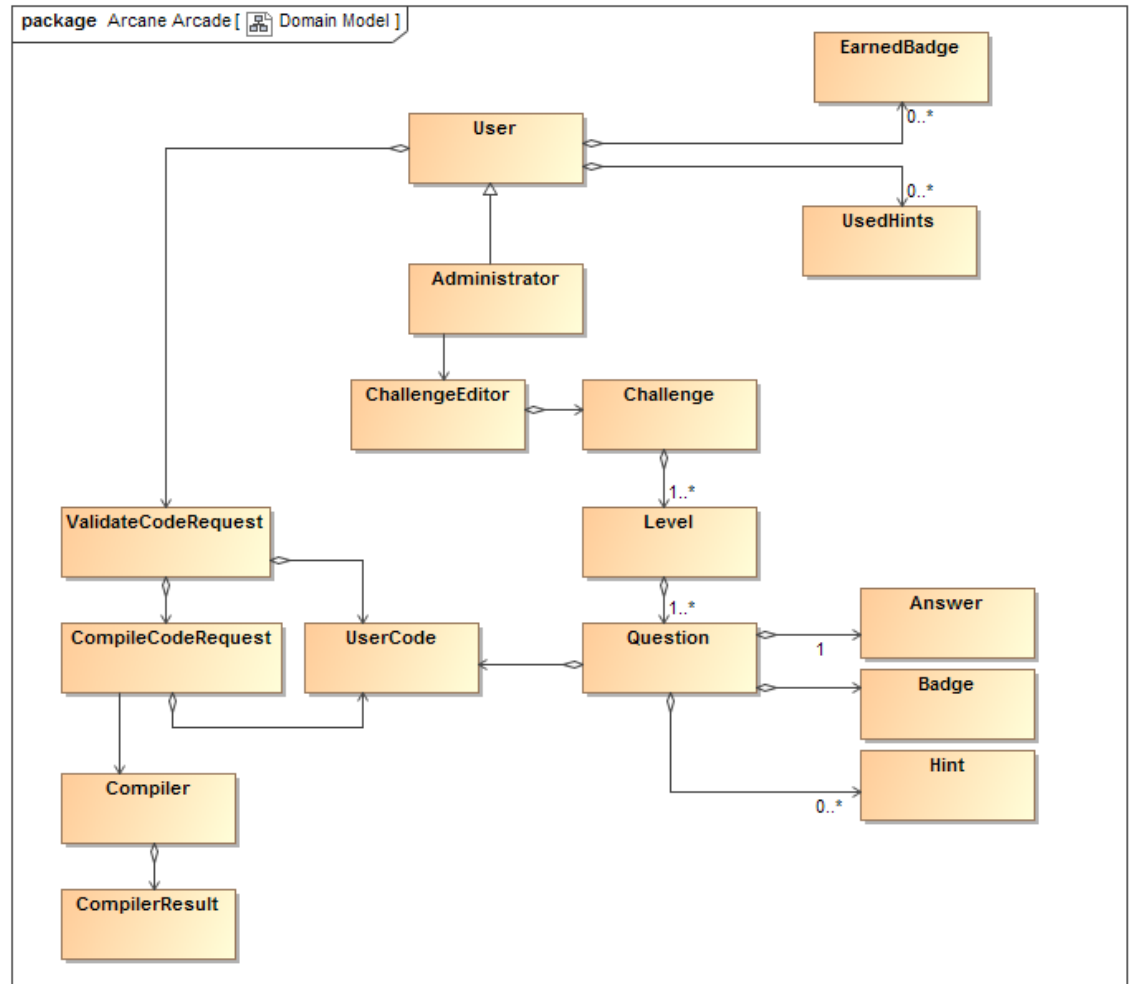 package Arcane Arcade [ Domain Model ]
EarnedBadge
0..*
User
0..*
UsedHints
Administrator
ChallengeEditor
Challenge
1..*
ValidateCodeRequest
Level
1..*
Answer
CompileCodeRequest
UserCode
Question
1
Badge
Hint
0..*
Compiler
CompilerResult